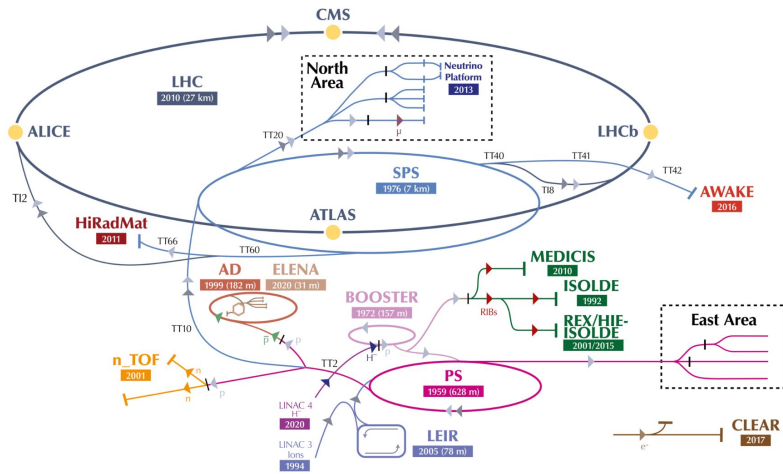 CMS
LHC
2010 (27 km)
North
Area
Neutrino
Platform
2013
μ
ALICE
LHCb
TT20
TT40
TT41
TT42
TI8
TI2
SPS
1976 (7 km)
AWAKE
2016
HiRadMat
2011
TT66
ATLAS
TT60
AD
1999 (182 m)
ELENA
2020 (31 m)
MEDICIS
2010
BOOSTER
1972 (157 m)
ISOLDE
1992
RIBs
REX/HIE-
ISOLDE
2001/2015
East Area
TT10
p̅
p
H⁻
p
TT2
n_TOF
2001
n
n
p
PS
1959 (628 m)
LINAC 4
H⁻
2020
LINAC 3
Ions
1994
LEIR
2005 (78 m)
CLEAR
2017
e⁻